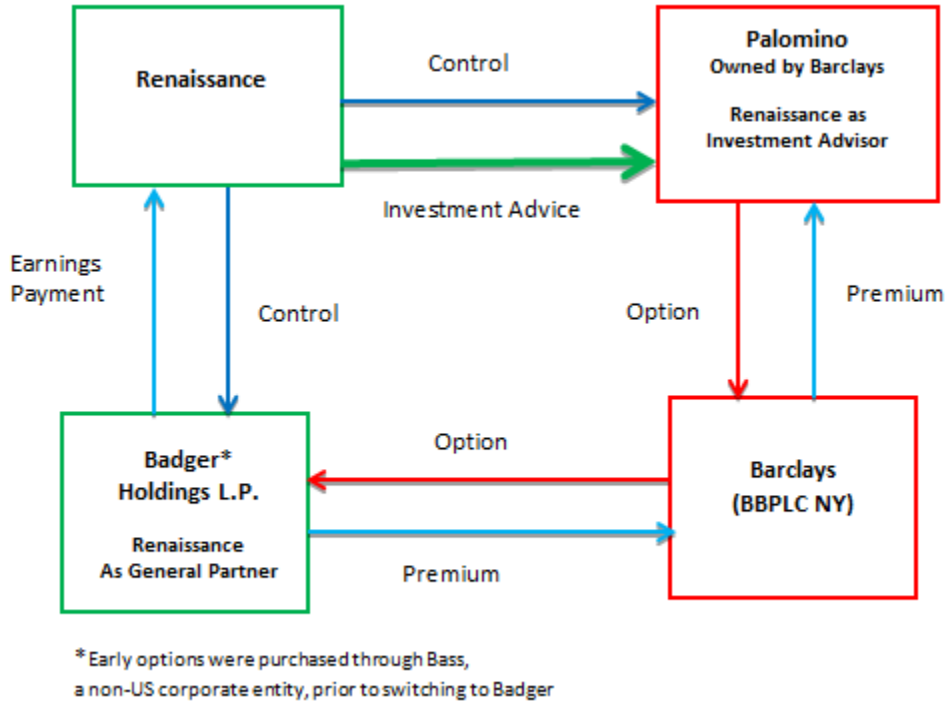 Renaissance
Control
Palomino
Owned by Barclays
Renaissance as
Investment Advisor
Investment Advice
Earnings
Payment
Control
Option
Premium
Badger*
Holdings L.P.
Renaissance
As General Partner
Option
Premium
Barclays
(BBPLC NY)
*Early options were purchased through Bass,
a non-US corporate entity, prior to switching to Badger